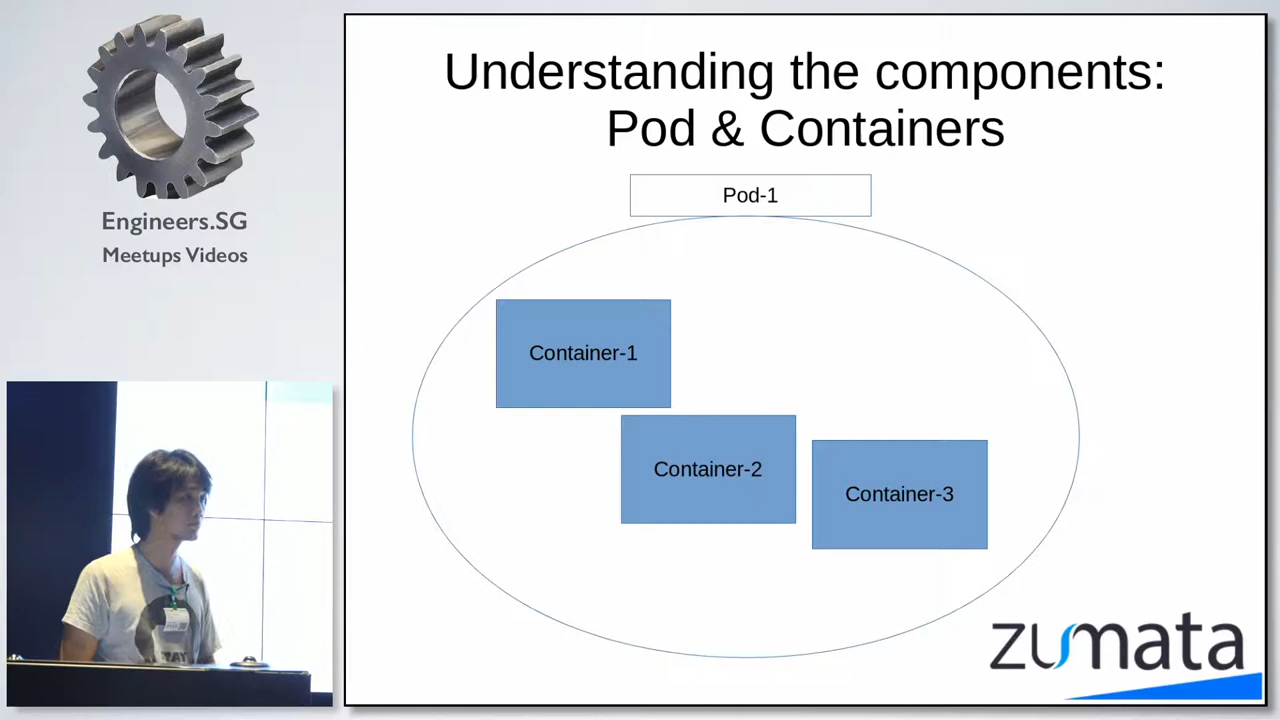 Engineers.SG
Meetups Videos
Understanding the components:
Pod & Containers
Pod-1
Container-1
Container-2
Container-3
zumata